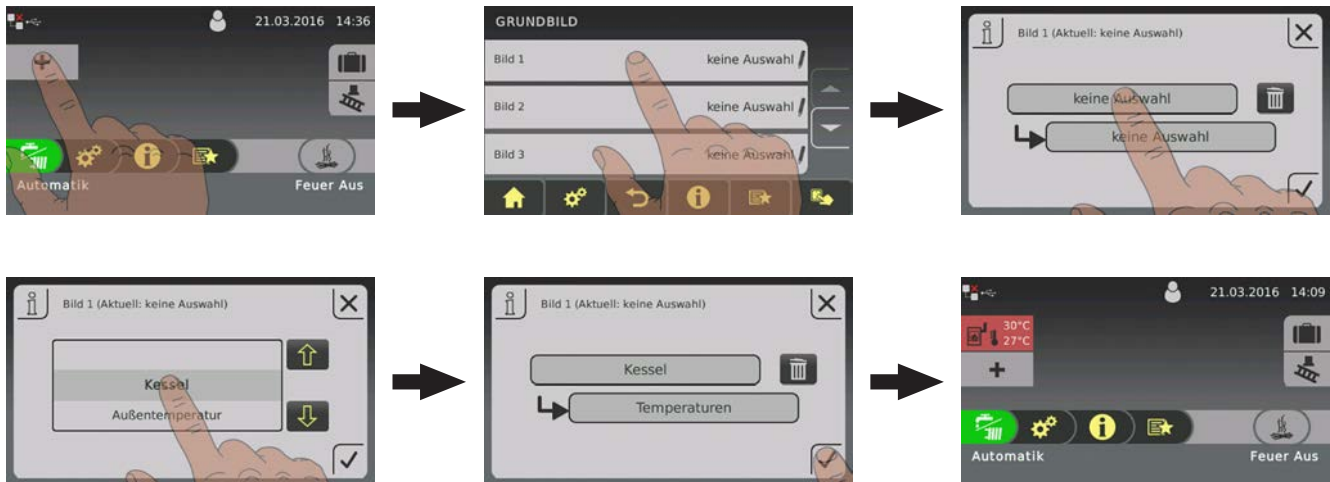 21.03.2016 14:36
Automatik
Feuer Aus
GRUNDBILD
Bild 1 keine Auswahl
Bild 2 keine Auswahl
Bild 3 keine Auswahl
Bild 1 (Aktuell: keine Auswahl)
keine Auswahl
keine Auswahl
Bild 1 (Aktuell: keine Auswahl)
Kessel
Außentemperatur
Bild 1 (Aktuell: keine Auswahl)
Kessel
Temperaturen
21.03.2016 14:09
30°C
27°C
Automatik
Feuer Aus